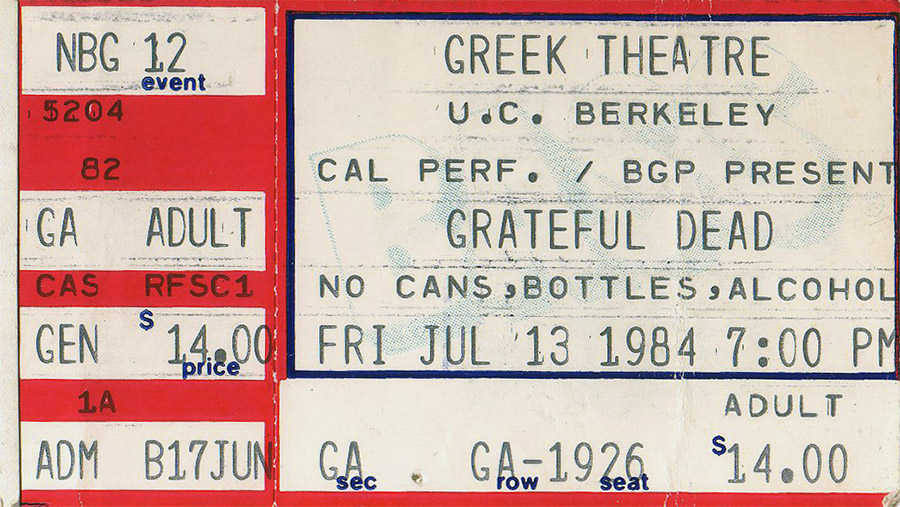 NBG 12
event
5204
82
GA ADULT
CAS RFSC1
$
GEN 14.00
price
1A
ADM B17JUN
GREEK THEATRE
U.C. BERKELEY
CAL PERF. / BGP PRESENT
GRATEFUL DEAD
NO CANS,BOTTLES,ALCOHOL
FRI JUL 13 1984 7:00 PM
ADULT
GA GA-1926 $14.00
sec row seat